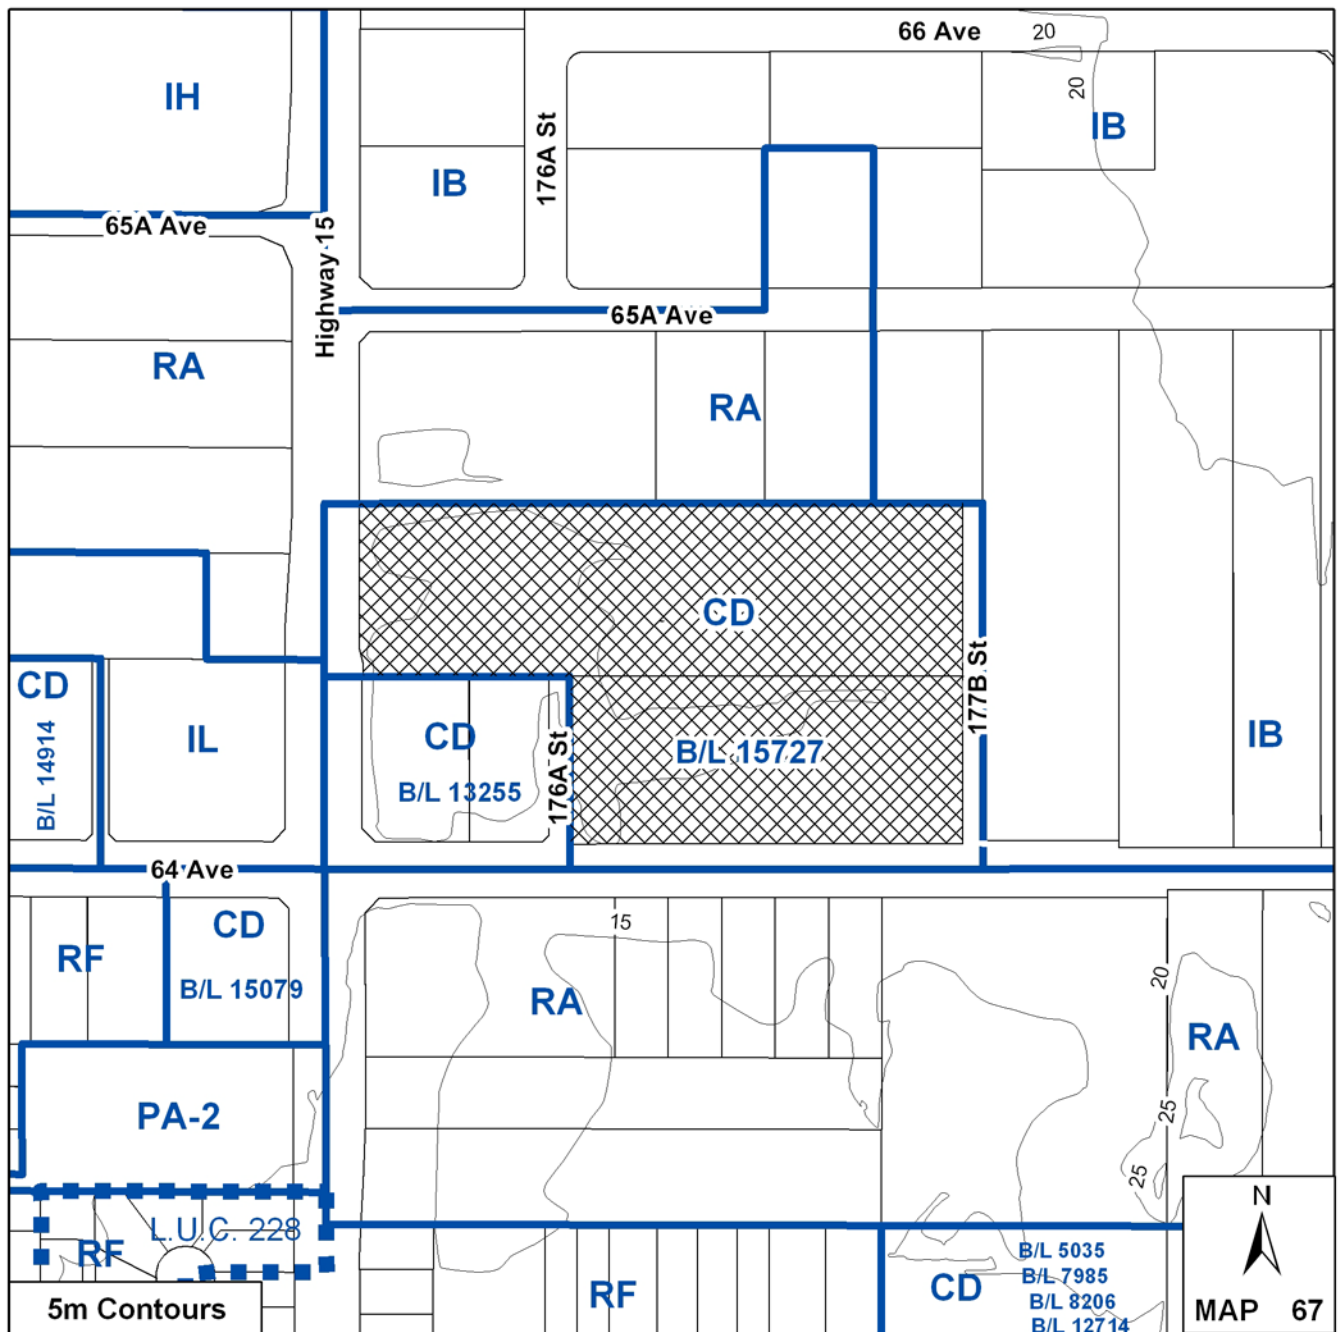 66 Ave
20
20
IH
IB
176A St
IB
65A Ave
Highway 15
65A Ave
RA
RA
CD
177B St
CD
B/L 14914
IL
CD
B/L 13255
176A St
B/L 15727
IB
64 Ave
RF
CD
B/L 15079
15
RA
20
RA
PA-2
25
25
L.U.C. 228
RF
RF
CD
B/L 5035
B/L 7985
B/L 8206
B/L 12714
N
MAP 67
5m Contours